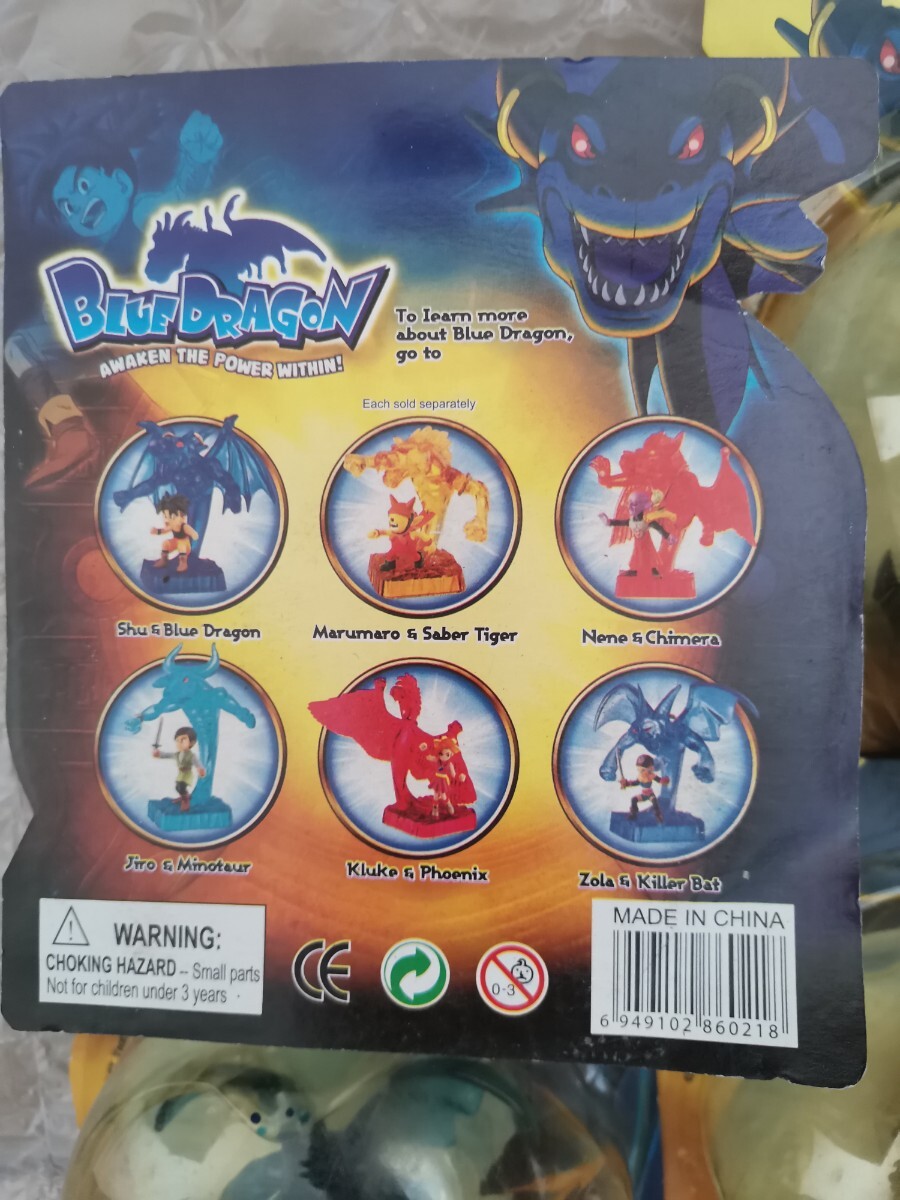 BLUE DRAGON
AWAKEN THE POWER WITHIN!
To learn more
about Blue Dragon,
go to
Each sold separately
Shu & Blue Dragon
Marumaro & Saber Tiger
Nene & Chimera
Jiro & Minotaur
Kluke & Phoenix
Zola & Killer Bat
WARNING:
CHOKING HAZARD – Small parts
Not for children under 3 years .
CE
0-3
MADE IN CHINA
6 949102 860218